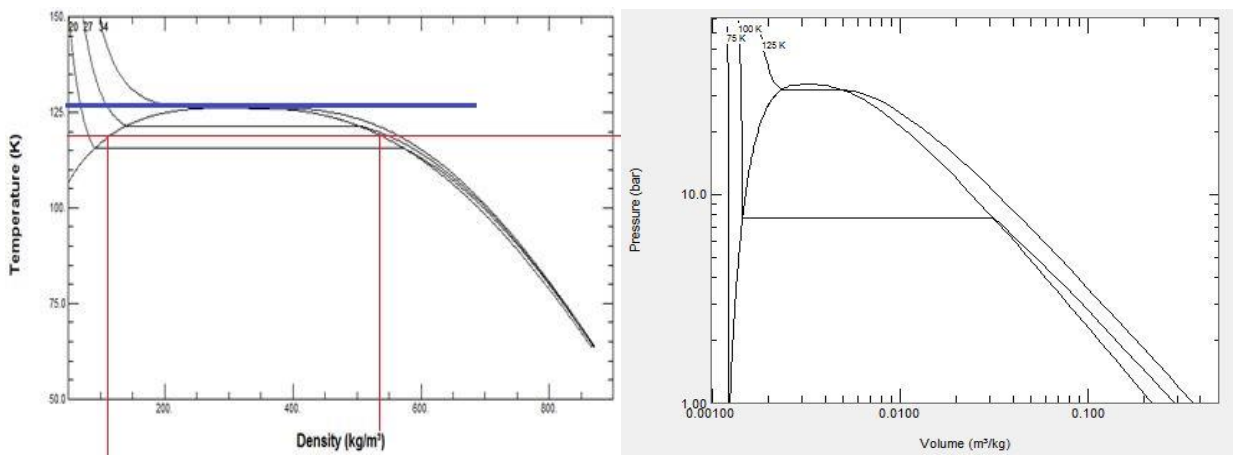 150.
20 27 34
125.
100.
75.0
50.0
200.
400.
600.
800.
Temperature (K)
Density (kg/m³)
75 K
100 K
125 K
10.0
1.00
0.00100
0.0100
0.100
Pressure (bar)
Volume (m³/kg)